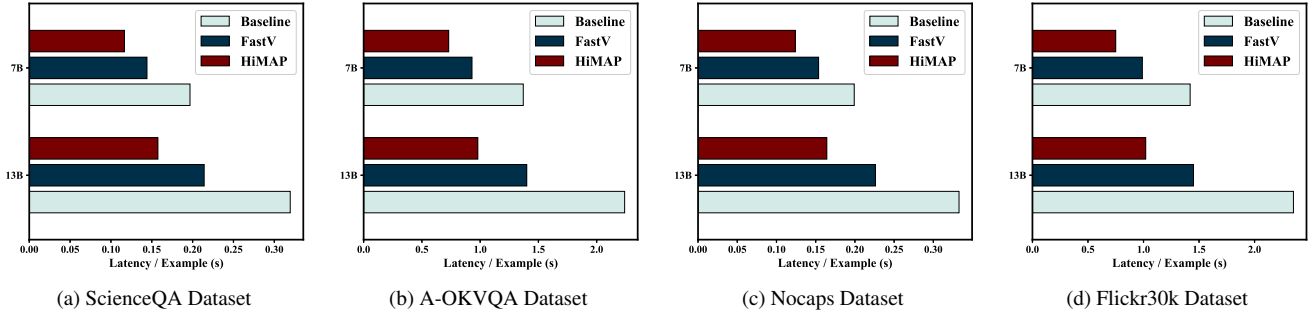 Baseline
FastV
HiMAP
7B
13B
0.00 0.05 0.10 0.15 0.20 0.25 0.30
Latency / Example (s)
(a) ScienceQA Dataset
Baseline
FastV
HiMAP
7B
13B
0.0 0.5 1.0 1.5 2.0
Latency / Example (s)
(b) A-OKVQA Dataset
Baseline
FastV
HiMAP
7B
13B
0.00 0.05 0.10 0.15 0.20 0.30
Latency / Example (s)
(c) Nocaps Dataset
Baseline
FastV
HiMAP
7B
13B
0.0 1.0 1.5 2.0
Latency / Example (s)
(d) Flickr30k Dataset